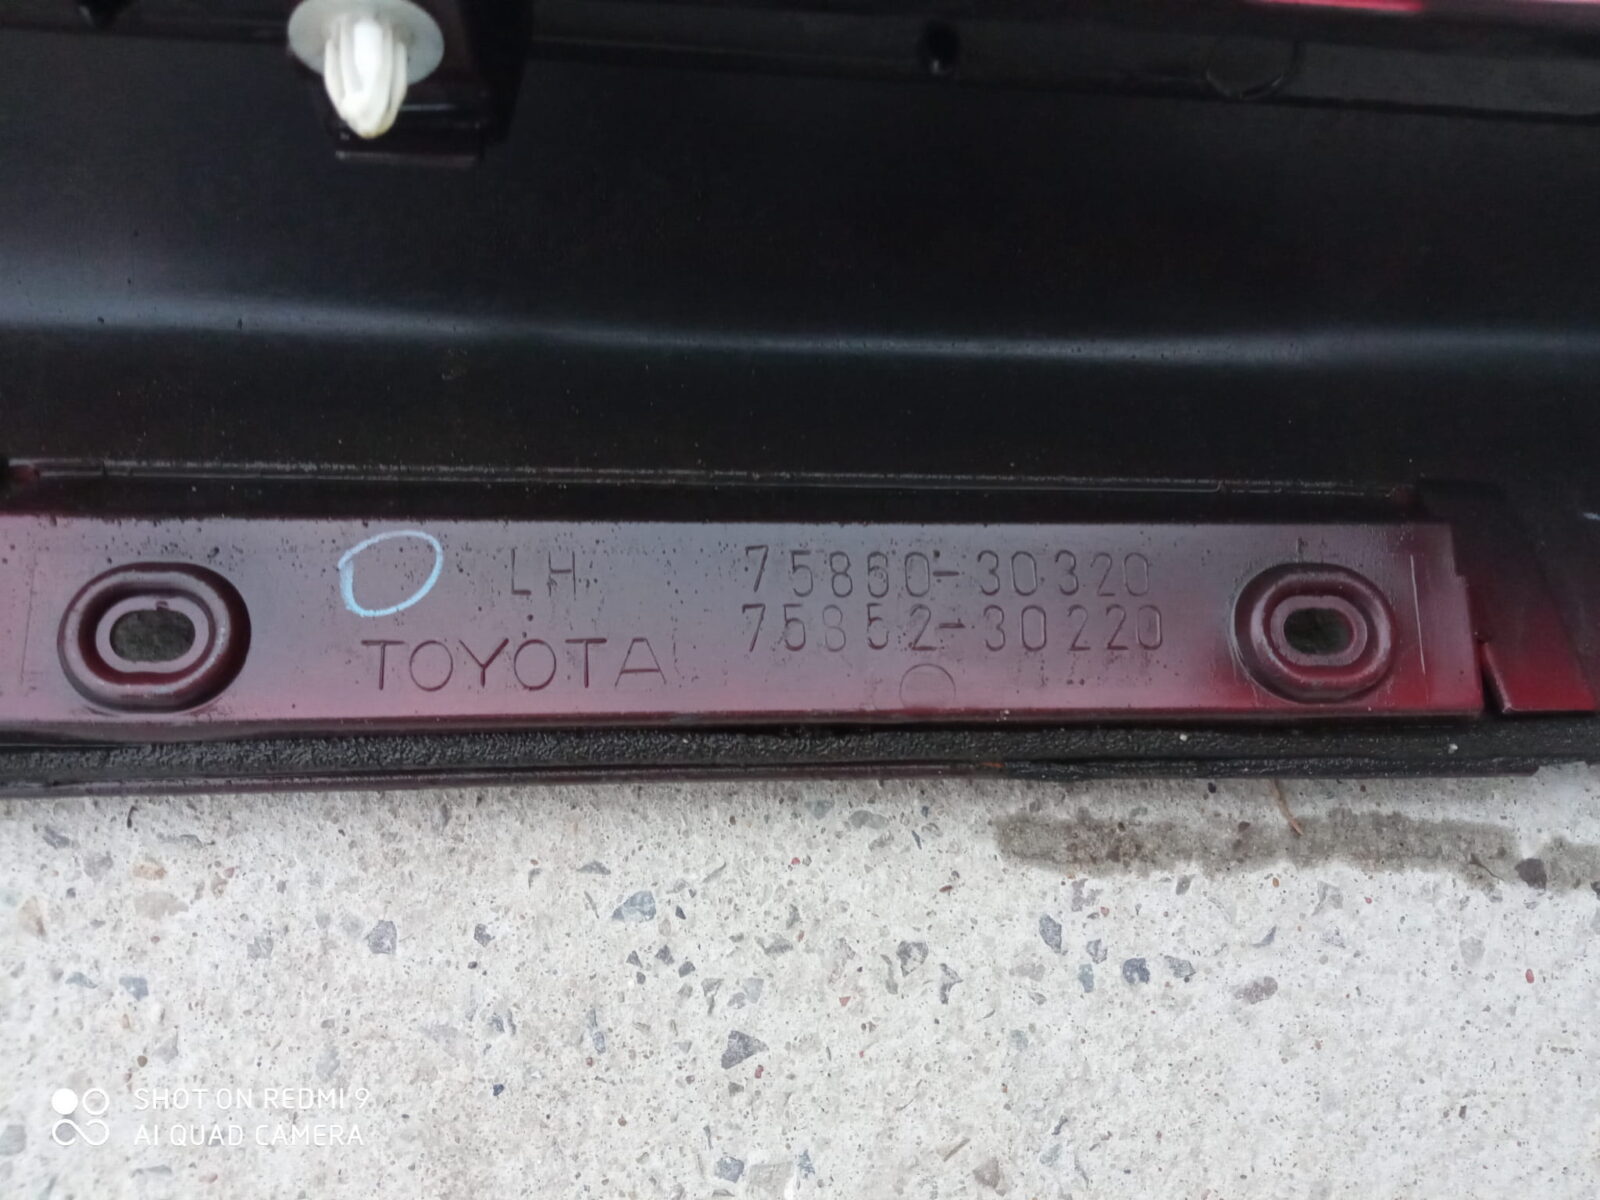 LH 75860-30320
TOYOTA 75852-30220
SHOT ON REDMI 9
AI QUAD CAMERA